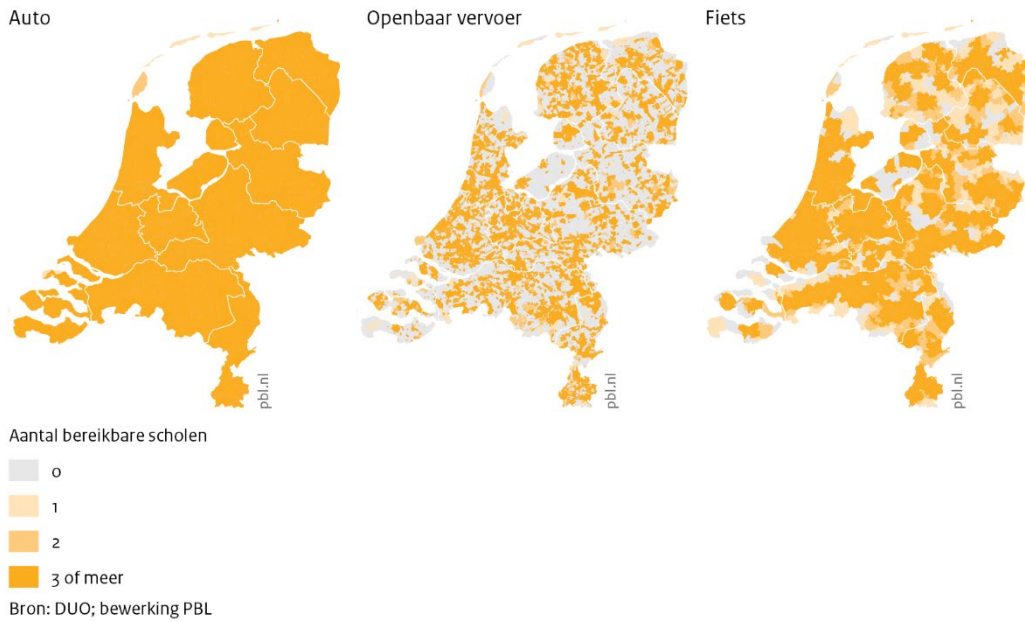 Auto
Openbaar vervoer
Fiets
pbl.nl
pbl.nl
pbl.nl
Aantal bereikbare scholen
0
1
2
3 of meer
Bron: DUO; bewerking PBL